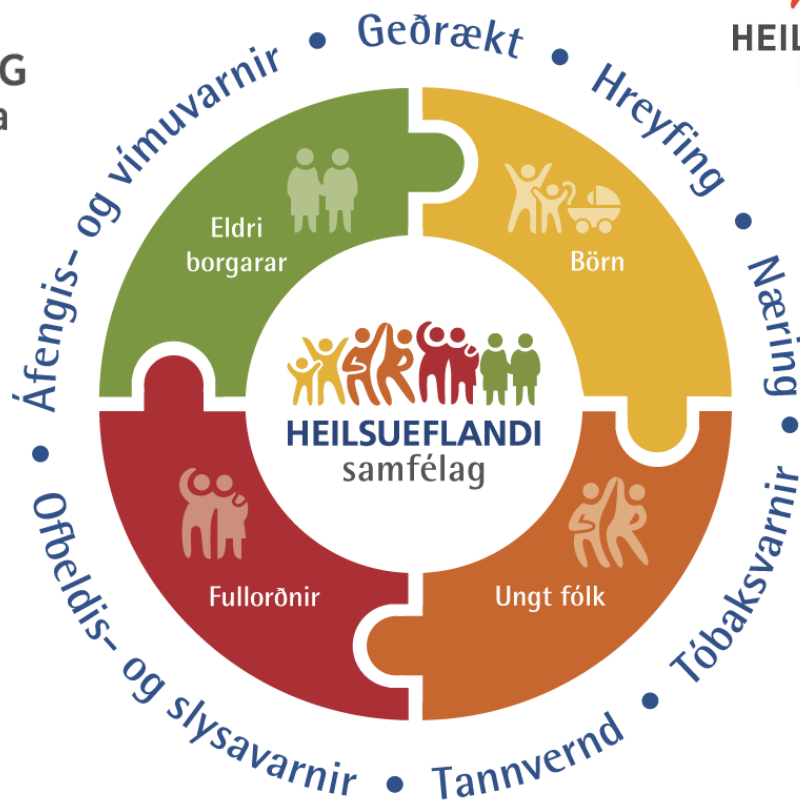 Geðrækt
Hreyfing
Næring
Tóbaksvarnir
Tannvernd
Ofbeldis- og slysavarnir
Áfengis- og vímuvarnir
Eldri
borgarar
Börn
HEILSUEFLANDI
samfélag
Fullorðnir
Ungt fólk